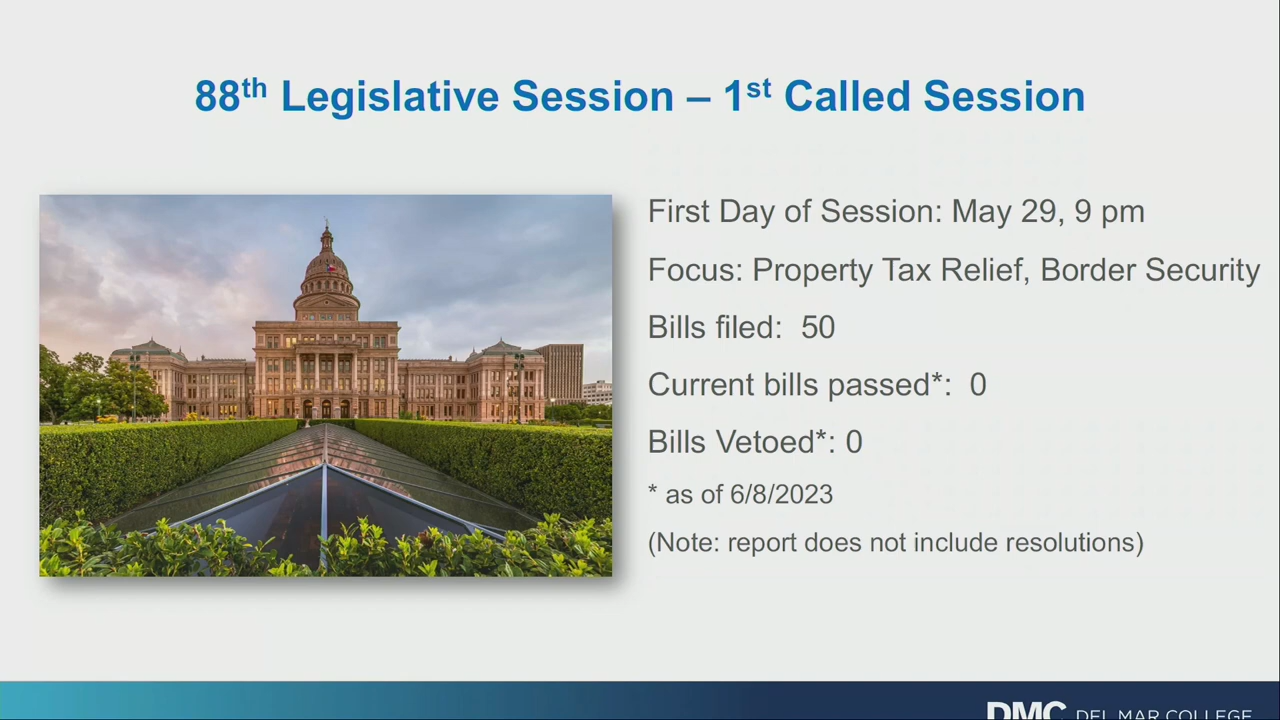 88th Legislative Session – 1st Called Session
First Day of Session: May 29, 9 pm
Focus: Property Tax Relief, Border Security
Bills filed:  50
Current bills passed*:  0
Bills Vetoed*: 0
* as of 6/8/2023
(Note: report does not include resolutions)
DMC DEL MAR COLLEGE